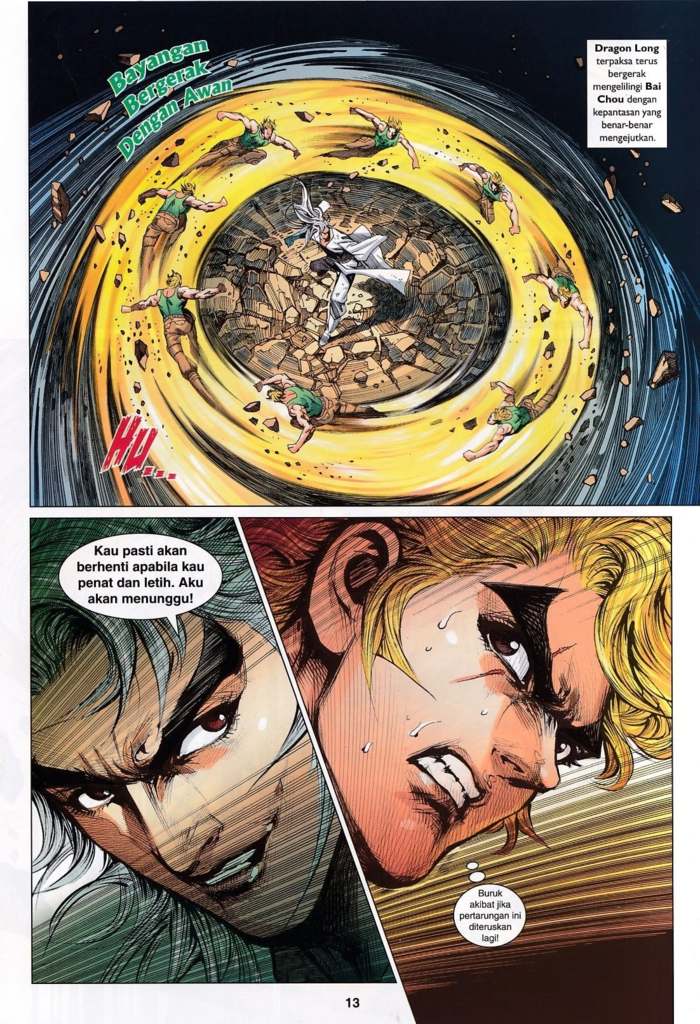 Bayangan
Bergerak
Dengan Awan
Dragon Long
terpaksa terus
bergerak
mengelilingi Bai
Chou dengan
kepantasan yang
benar-benar
mengejutkan.
HU...
Kau pasti akan
berhenti apabila kau
penat dan letih. Aku
akan menunggu!
Buruk
akibat jika
pertarungan ini
diteruskan
lagi!
13